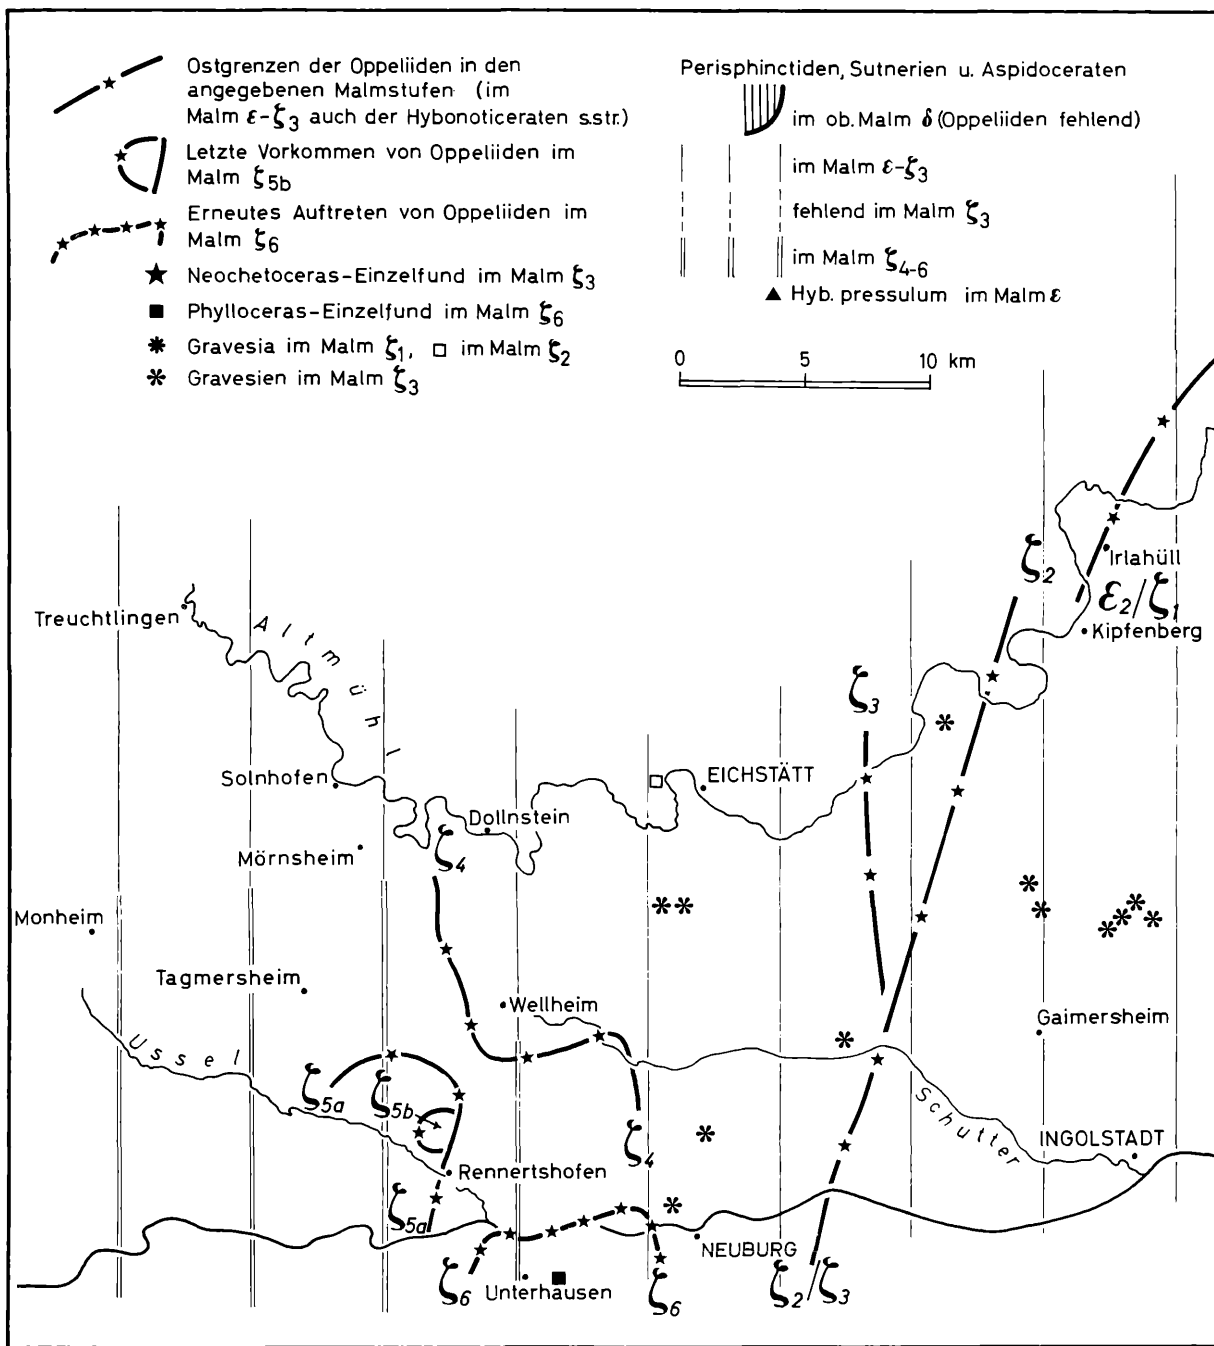 Ostgrenzen der Oppeliiden in den
angegebenen Malmstufen (im
Malm ε-ζ3 auch der Hybonoticeraten s.str.)
Letzte Vorkommen von Oppeliiden im
Malm ζ5b
Erneutes Auftreten von Oppeliiden im
Malm ζ6
Neochetoceras-Einzelfund im Malm ζ3
Phylloceras-Einzelfund im Malm ζ6
Gravesia im Malm ζ1, □ im Malm ζ2
Gravesien im Malm ζ3
Perisphinctiden, Sutnerien u. Aspidoceraten
im ob. Malm δ (Oppeliiden fehlend)
im Malm ε-ζ3
fehlend im Malm ζ3
im Malm ζ4-6
Hyb. pressulum im Malm ε
0 5 10 km
ζ2
Irlahüll
ε2/ζ1
Kipfenberg
Treuchtlingen
Altmühl
ζ3
Solnhofen
EICHSTÄTT
Dollnstein
Mörnsheim
ζ4
Monheim
Tagmersheim
Wellheim
Gaimersheim
Ussel
ζ5a
ζ5b
Schutter
ζ4
INGOLSTADT
Rennertshofen
ζ5a
NEUBURG
ζ6
Unterhausen
ζ6
ζ2/ζ3